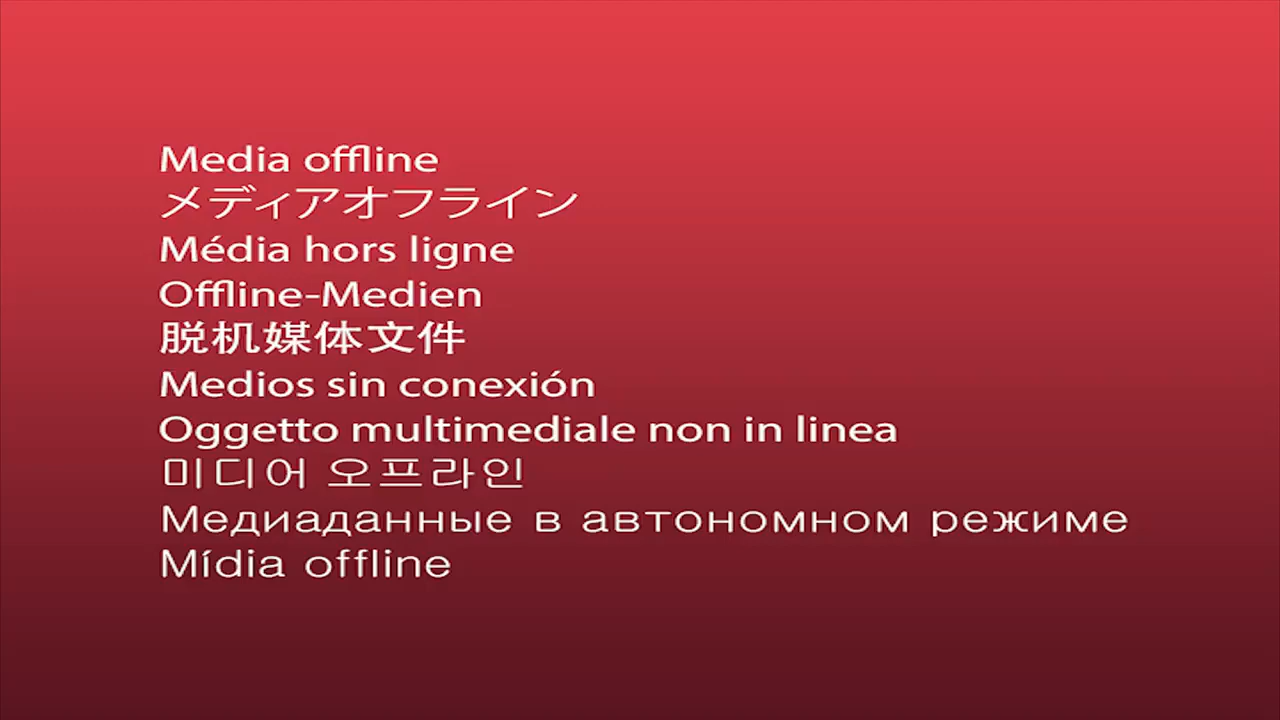 Media offline
メディアオフライン
Média hors ligne
Offline-Medien
脱机媒体文件
Medios sin conexión
Oggetto multimediale non in linea
미디어 오프라인
Медиаданные в автономном режиме
Mídia offline